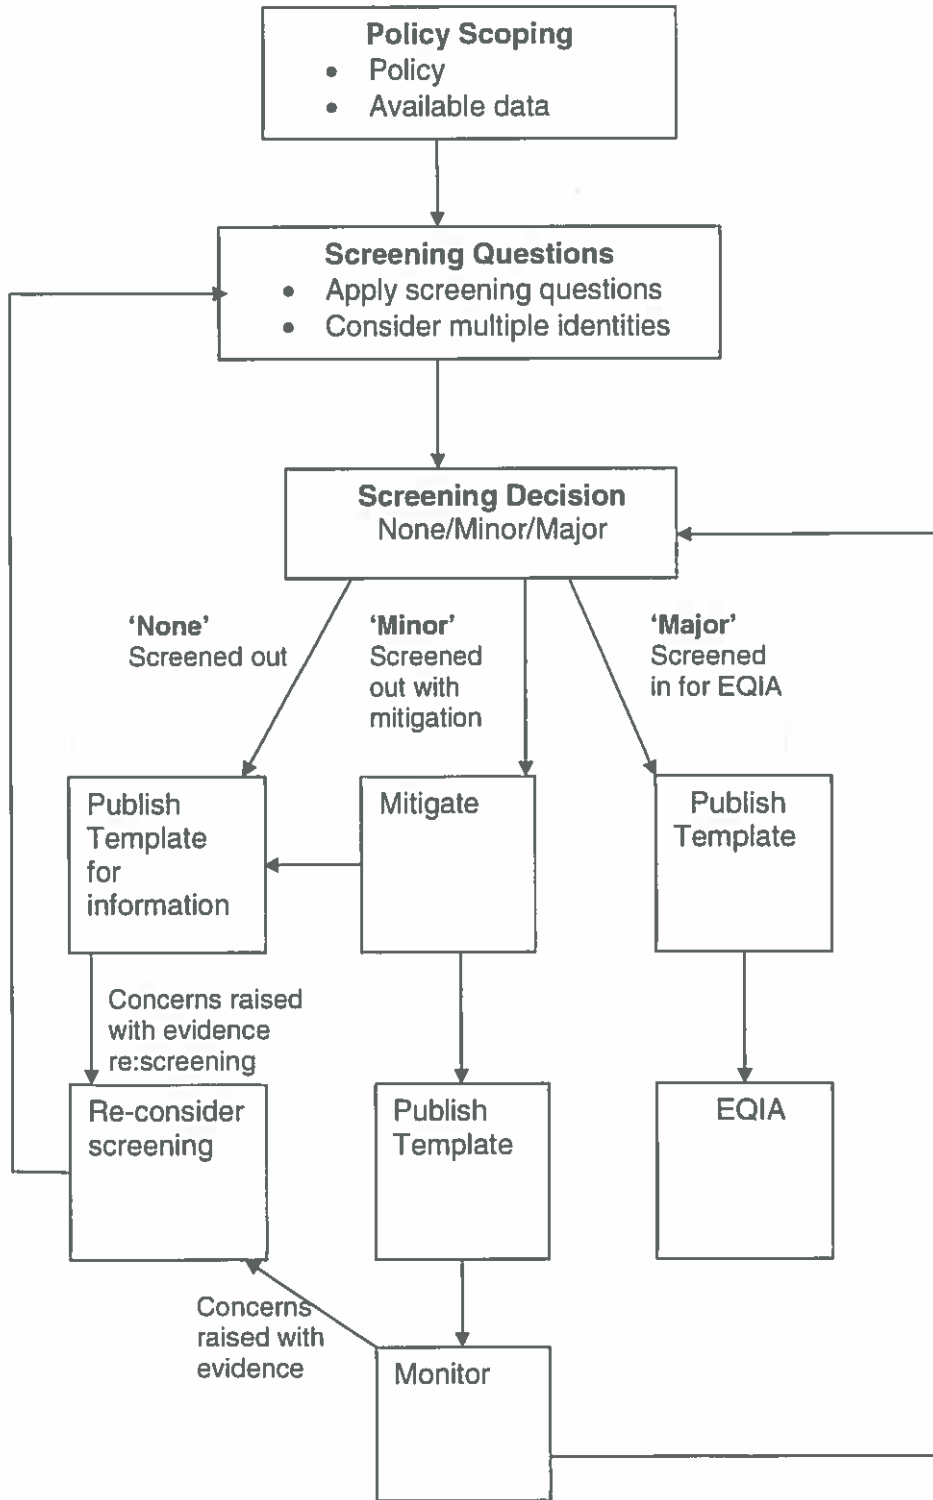 Policy Scoping
• Policy
• Available data
Screening Questions
• Apply screening questions
• Consider multiple identities
Screening Decision
None/Minor/Major
‘None’
Screened out
‘Minor’
Screened
out with
mitigation
‘Major’
Screened
in for EQIA
Publish
Template
for
information
Mitigate
Publish
Template
Concerns raised
with evidence
re:screening
Re-consider
screening
Publish
Template
EQIA
Concerns
raised with
evidence
Monitor